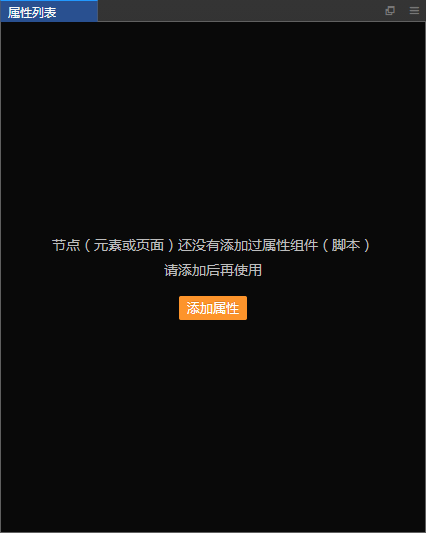 属性列表
节点（元素或页面）还没有添加过属性组件（脚本）
请添加后再使用
添加属性